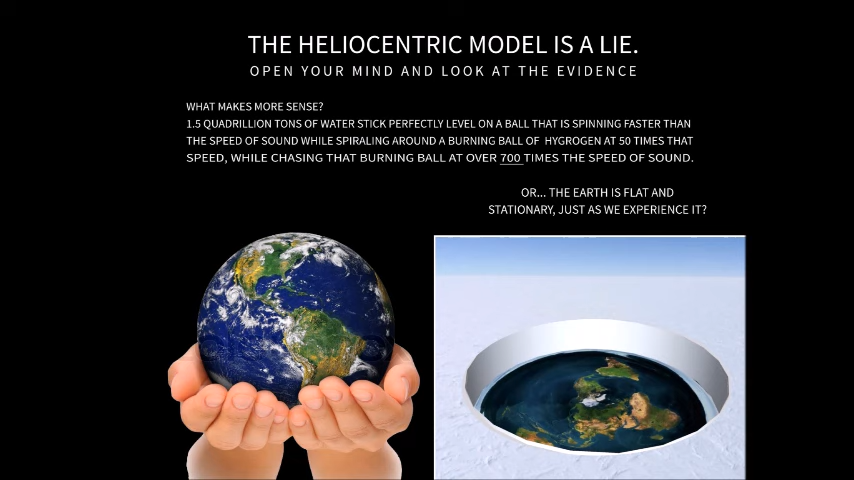 THE HELIOCENTRIC MODEL IS A LIE.
OPEN YOUR MIND AND LOOK AT THE EVIDENCE
WHAT MAKES MORE SENSE?
1.5 QUADRILLION TONS OF WATER STICK PERFECTLY LEVEL ON A BALL THAT IS SPINNING FASTER THAN
THE SPEED OF SOUND WHILE SPIRALING AROUND A BURNING BALL OF HYGROGEN AT 50 TIMES THAT
SPEED, WHILE CHASING THAT BURNING BALL AT OVER 700 TIMES THE SPEED OF SOUND.
OR... THE EARTH IS FLAT AND
STATIONARY, JUST AS WE EXPERIENCE IT?